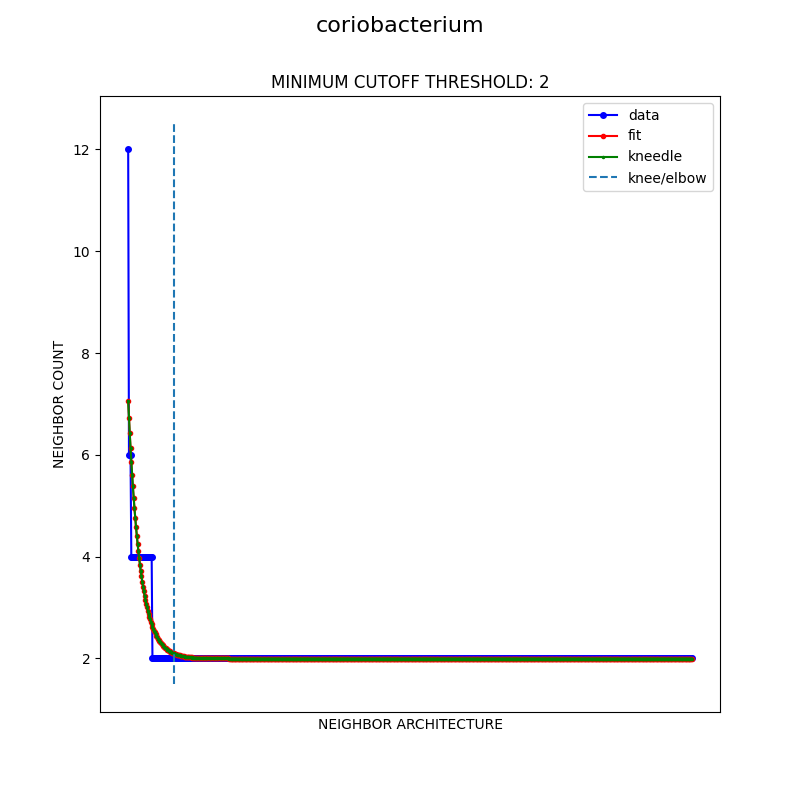 coriobacterium
MINIMUM CUTOFF THRESHOLD: 2
data
fit
kneedle
knee/elbow
12
10
8
6
4
2
NEIGHBOR COUNT
NEIGHBOR ARCHITECTURE